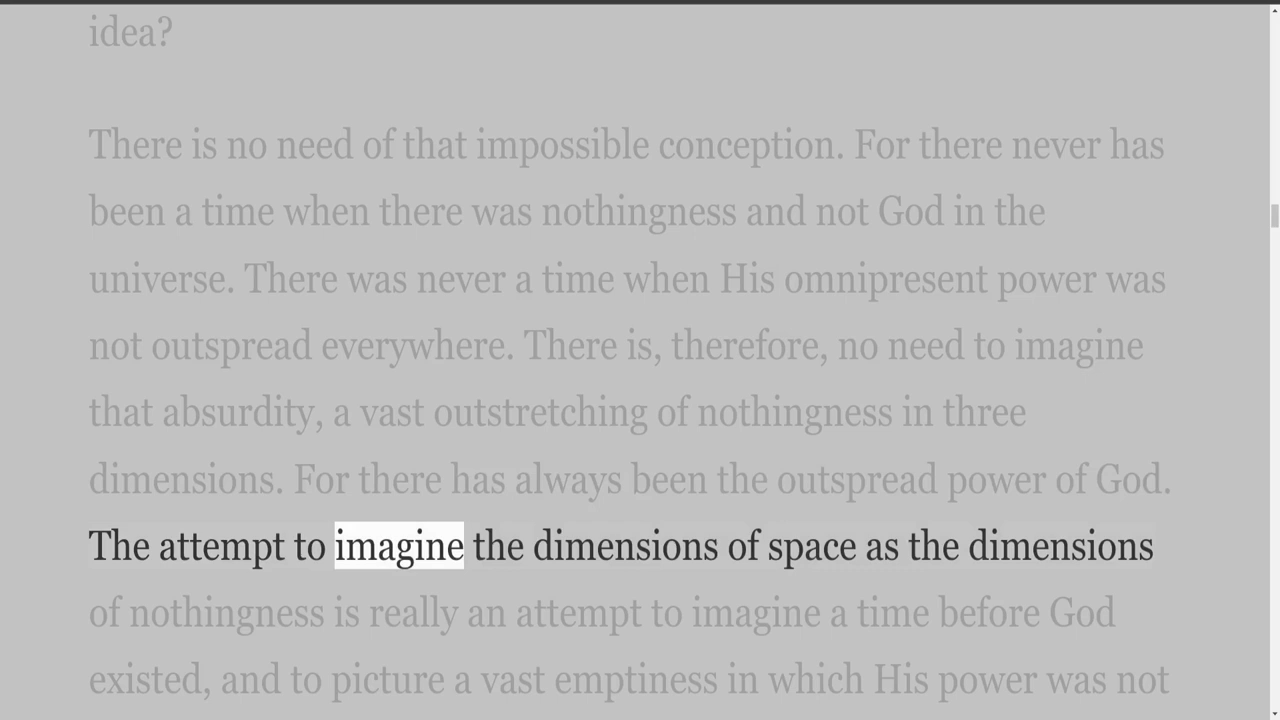 idea?
There is no need of that impossible conception. For there never has
been a time when there was nothingness and not God in the
universe. There was never a time when His omnipresent power was
not outspread everywhere. There is, therefore, no need to imagine
that absurdity, a vast outstretching of nothingness in three
dimensions. For there has always been the outspread power of God.
The attempt to imagine the dimensions of space as the dimensions
of nothingness is really an attempt to imagine a time before God
existed, and to picture a vast emptiness in which His power was not